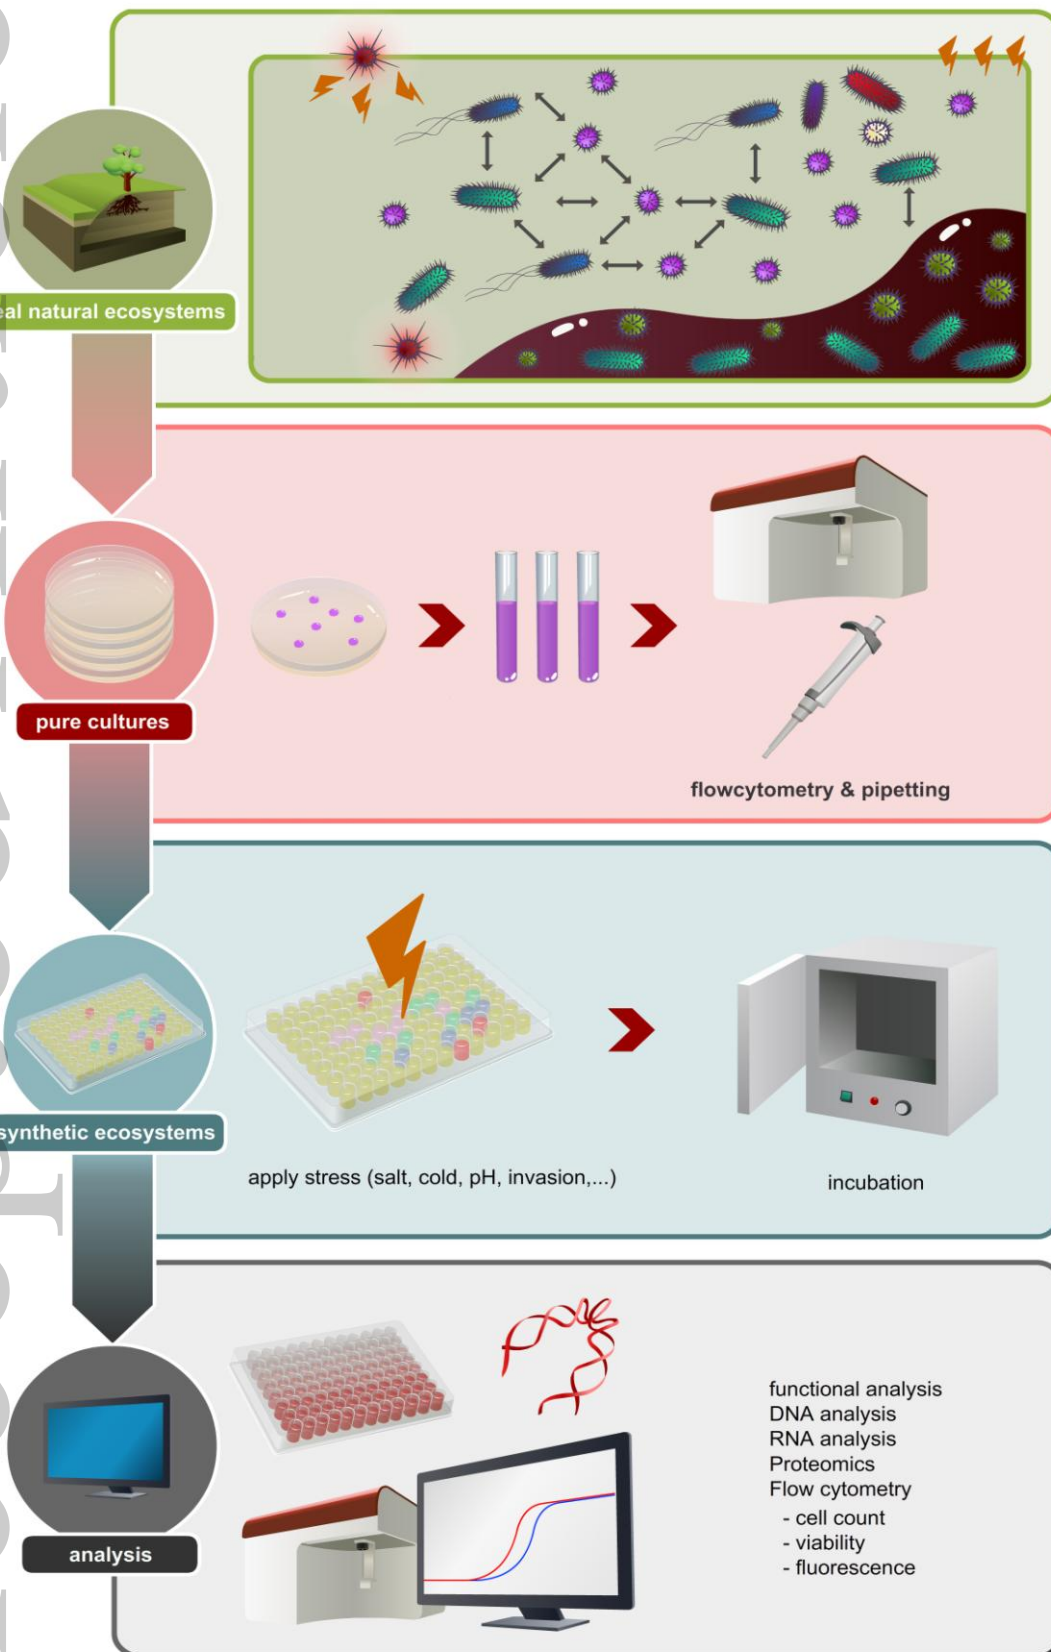 eal natural ecosystems
pure cultures
flowcytometry & pipetting
synthetic ecosystems
apply stress (salt, cold, pH, invasion,...)
incubation
functional analysis
DNA analysis
RNA analysis
Proteomics
Flow cytometry
- cell count
- viability
- fluorescence
analysis